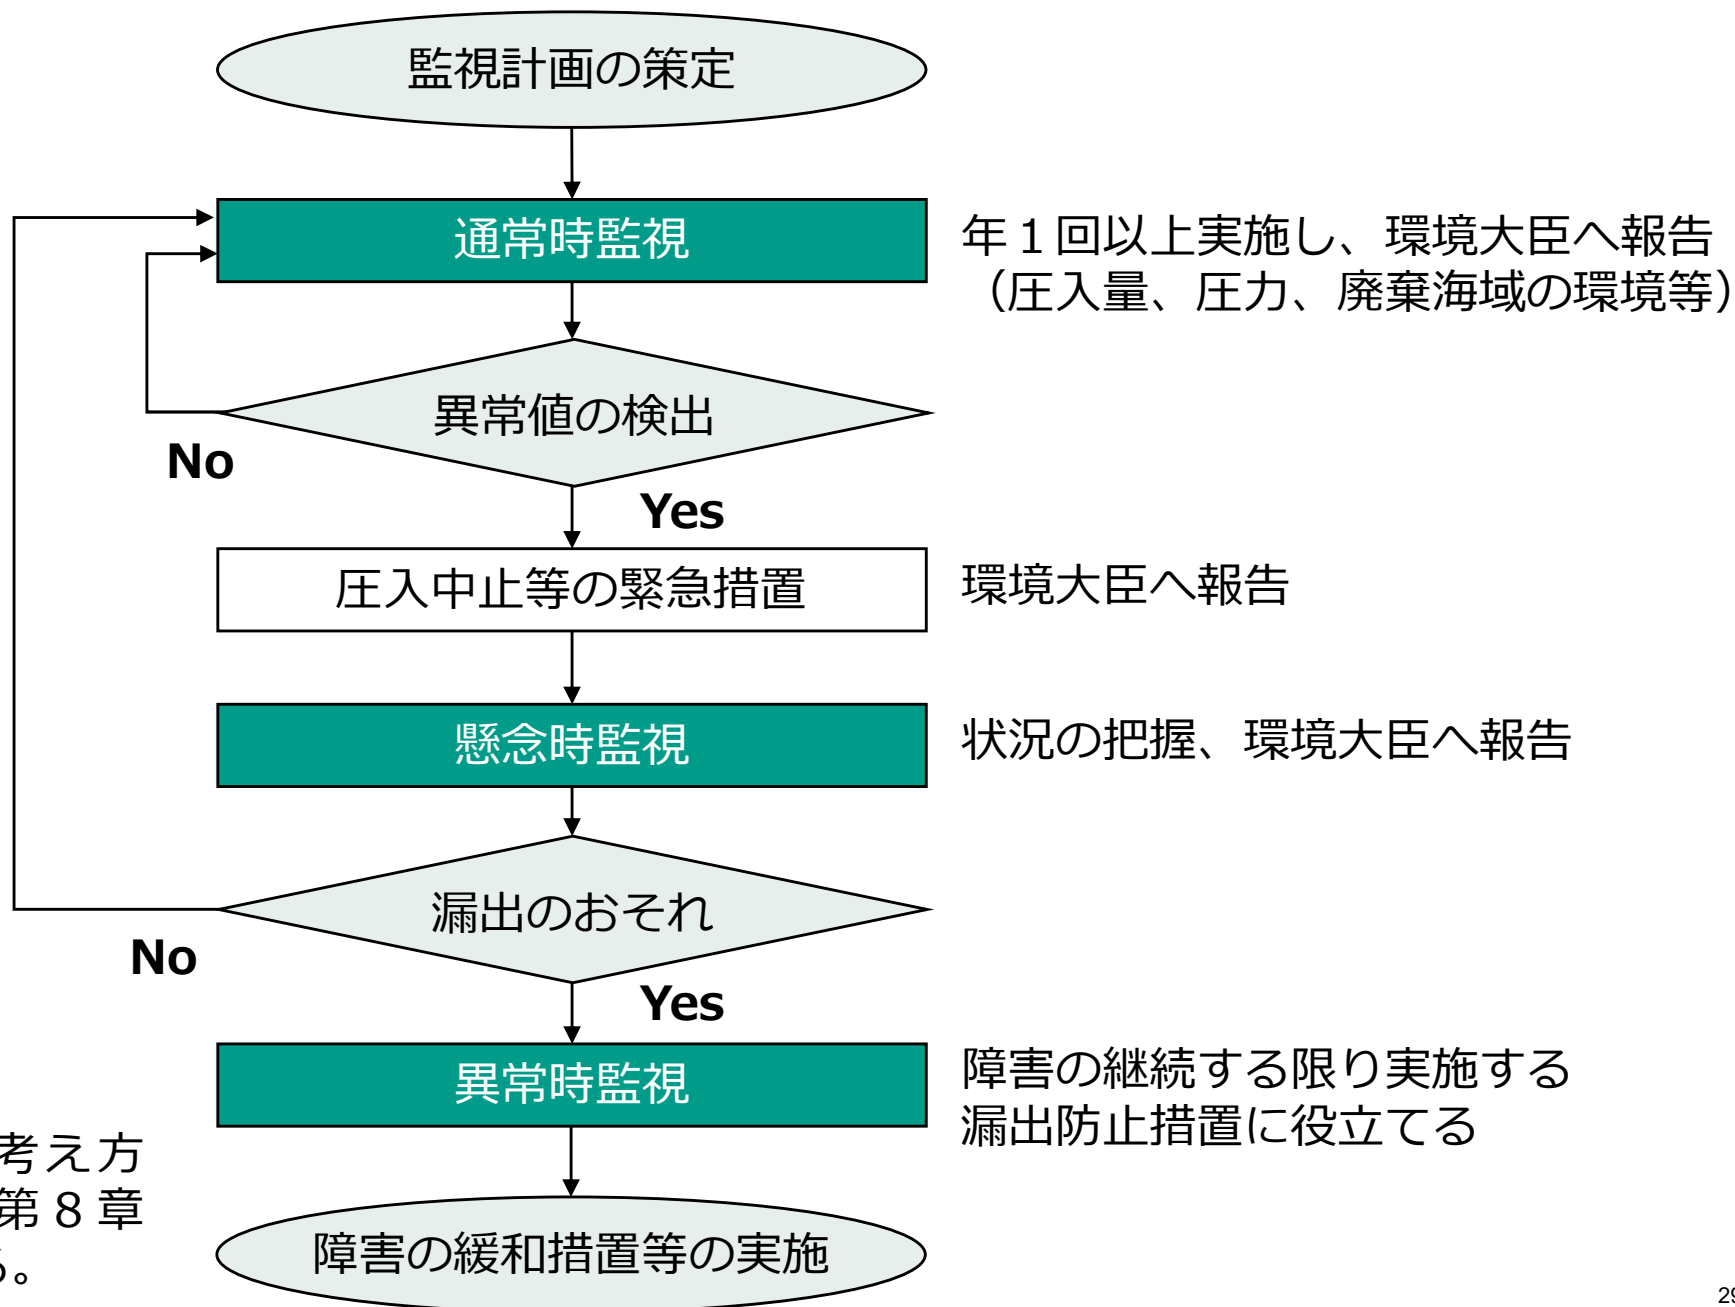 監視計画の策定
通常時監視
年１回以上実施し、環境大臣へ報告
（圧入量、圧力、廃棄海域の環境等）
異常値の検出
No
Yes
圧入中止等の緊急措置
環境大臣へ報告
懸念時監視
状況の把握、環境大臣へ報告
漏出のおそれ
No
Yes
異常時監視
障害の継続する限り実施する
漏出防止措置に役立てる
考え方
第８章
る。
障害の緩和措置等の実施
29